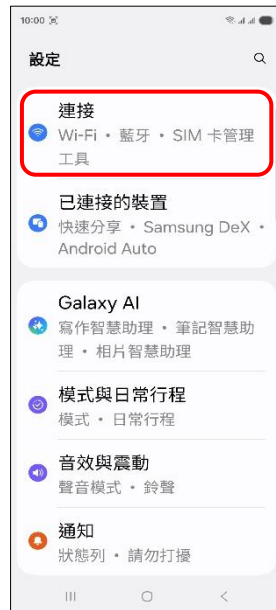 10:00
設定
連接
Wi-Fi • 藍牙 • SIM 卡管理
工具
已連接的裝置
快速分享 • Samsung DeX •
Android Auto
Galaxy AI
寫作智慧助理 • 筆記智慧助
理 • 相片智慧助理
模式與日常行程
模式 • 日常行程
音效與震動
聲音模式 • 鈴聲
通知
狀態列 • 請勿打擾